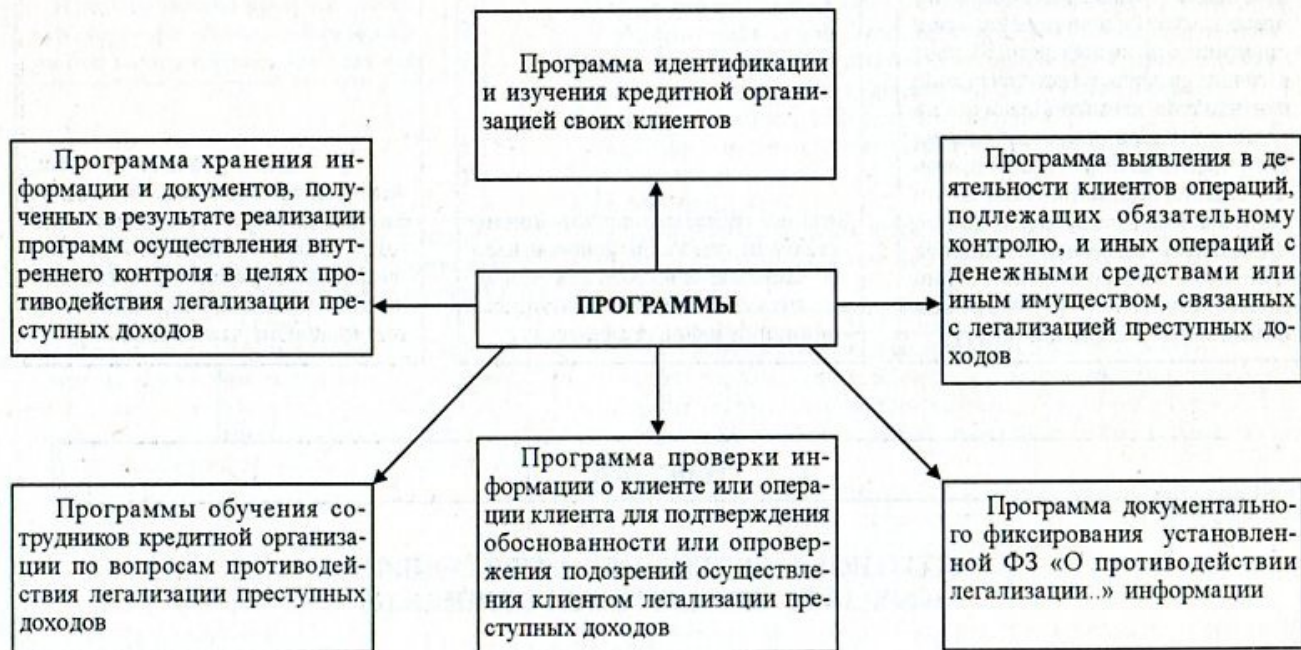 Программа идентификации
и изучения кредитной органи-
зацией своих клиентов
Программа хранения ин-
формации и документов, полу-
ченных в результате реализации
программ осуществления внут-
реннего контроля в целях про-
тиводействия легализации пре-
ступных доходов
ПРОГРАММЫ
Программа выявления в де-
ятельности клиентов операций,
подлежащих обязательному
контролю, и иных операций с
денежными средствами или
иным имуществом, связанных
с легализацией преступных до-
ходов
Программы обучения со-
трудников кредитной организа-
ции по вопросам противодей-
ствия легализации преступных
доходов
Программа проверки ин-
формации о клиенте или опера-
ции клиента для подтверждения
обоснованности или опровер-
жения подозрений осуществле-
ния клиентом легализации пре-
ступных доходов
Программа документально-
го фиксирования установлен-
ной ФЗ «О противодействии
легализации..» информации